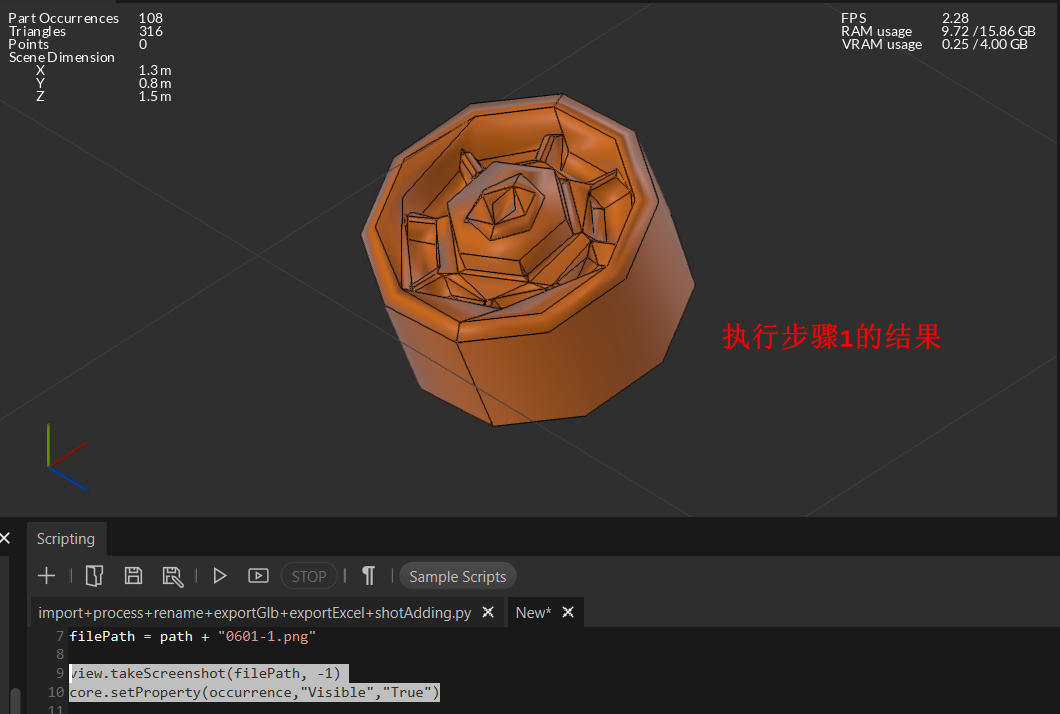 Part Occurrences 108
Triangles 316
Points 0
Scene Dimension
X 1.3 m
Y 0.8 m
Z 1.5 m
FPS 2.28
RAM usage 9.72 / 15.86 GB
VRAM usage 0.25 / 4.00 GB
执行步骤1的结果
Scripting
STOP Sample Scripts
import+process+rename+exportGlb+exportExcel+shotAdding.py New*
7 filePath = path + "0601-1.png"
8
9 view.takeScreenshot(filePath, -1)
10 core.setProperty(occurrence,"Visible","True")
11